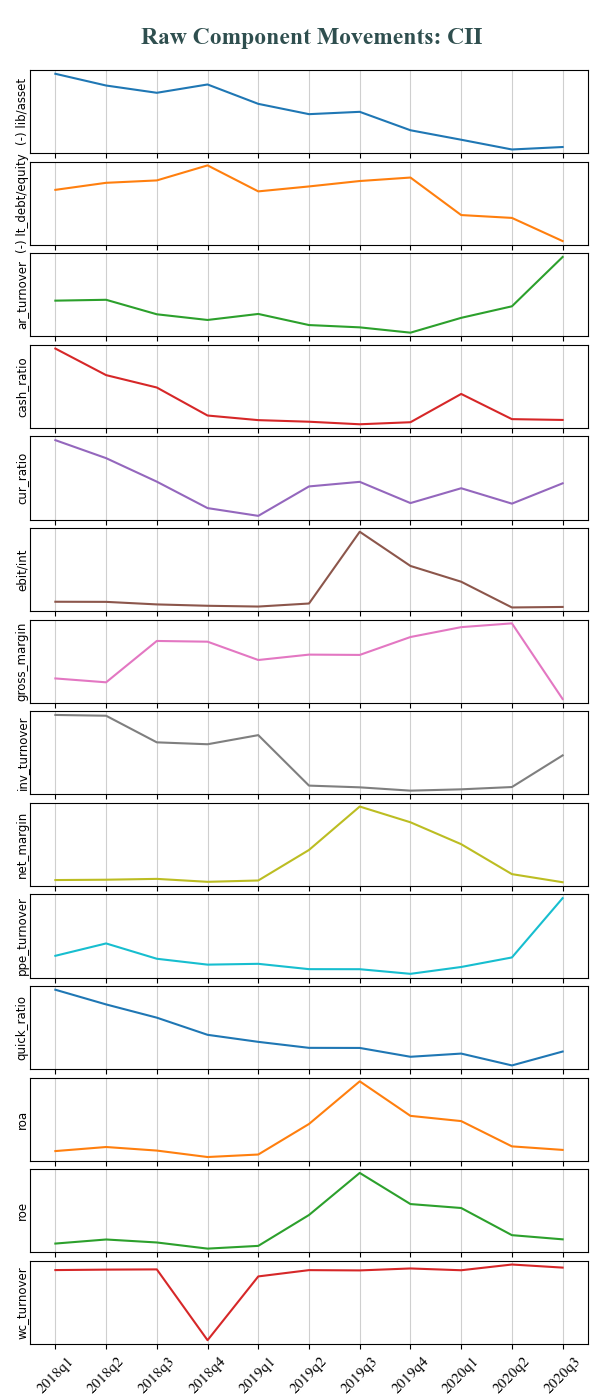 Raw Component Movements: CII
(-) lib/asset
(-) lt_debt/equity
ar_turnover
cash_ratio
cur_ratio
ebit/int
gross_margin
inv_turnover
net_margin
ppe_turnover
quick_ratio
roa
roe
wc_turnover
2018q1 2018q2 2018q3 2018q4 2019q1 2019q2 2019q3 2019q4 2020q1 2020q2 2020q3